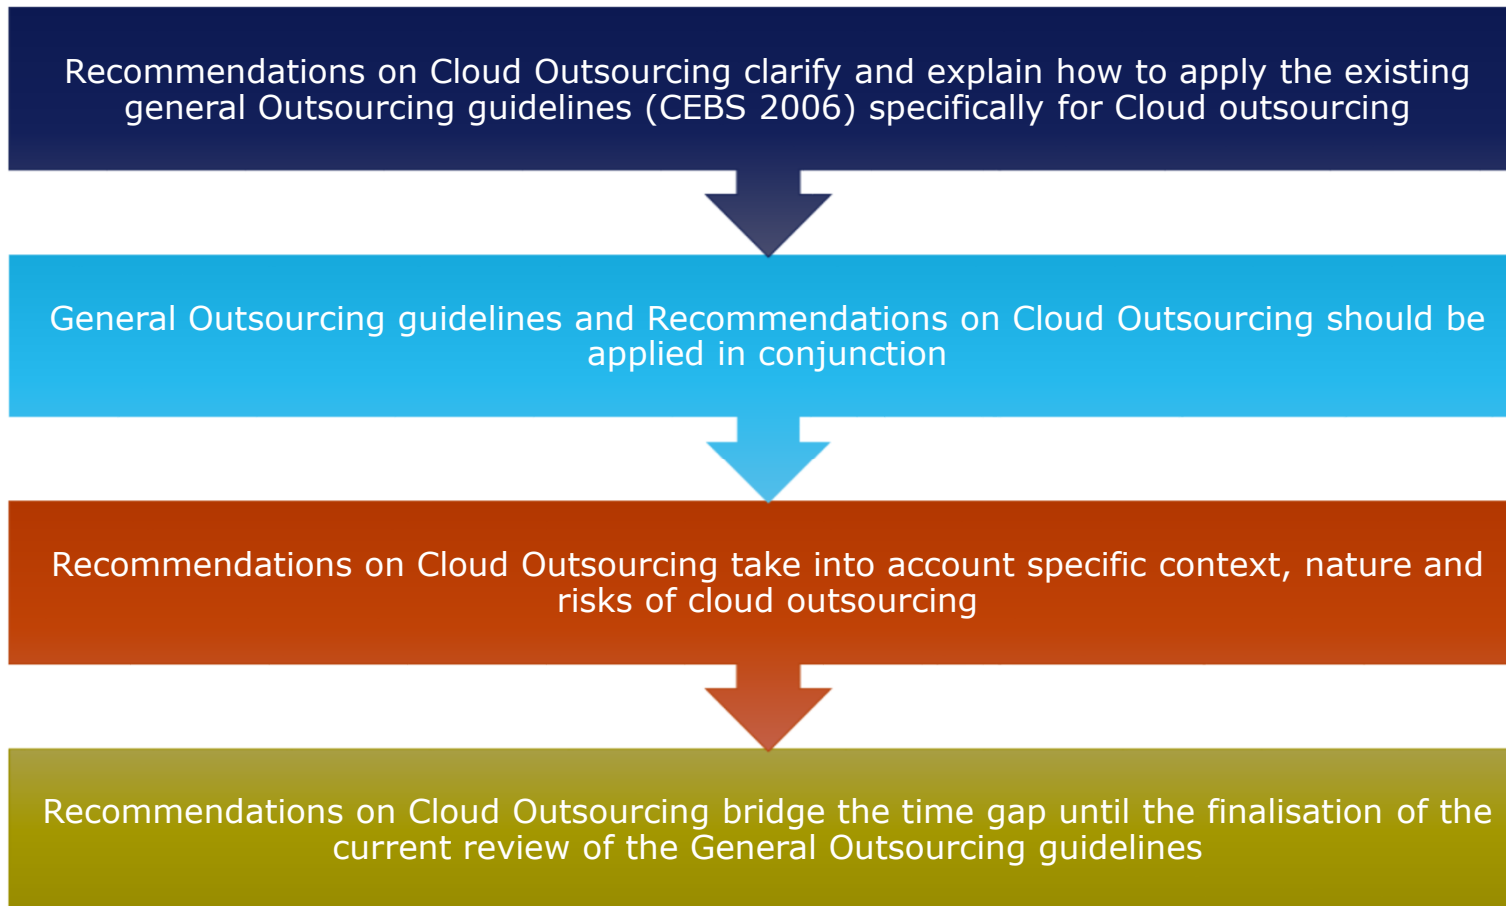 Recommendations on Cloud Outsourcing clarify and explain how to apply the existing
general Outsourcing guidelines (CEBS 2006) specifically for Cloud outsourcing
General Outsourcing guidelines and Recommendations on Cloud Outsourcing should be
applied in conjunction
Recommendations on Cloud Outsourcing take into account specific context, nature and
risks of cloud outsourcing
Recommendations on Cloud Outsourcing bridge the time gap until the finalisation of the
current review of the General Outsourcing guidelines